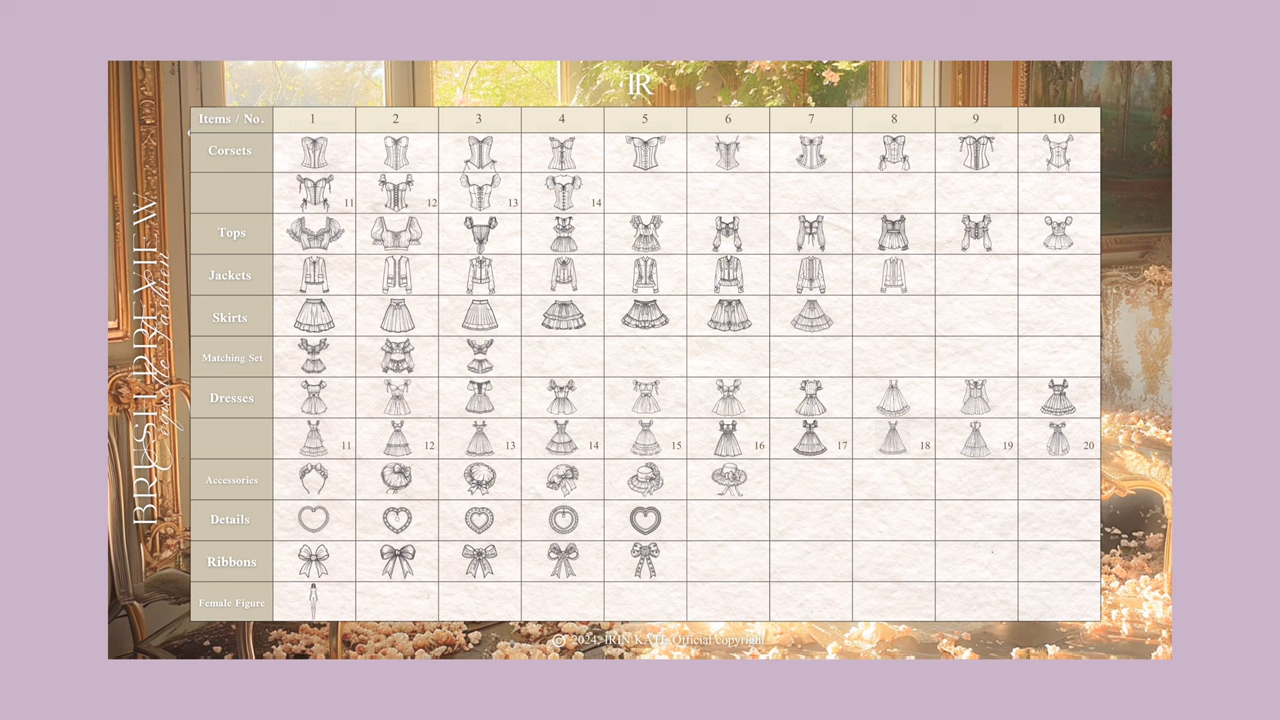 IR
Items / No. 1 2 3 4 5 6 7 8 9 10
Corsets
11 12 13 14
Tops
Jackets
Skirts
Matching Set
Dresses
11 12 13 14 15 16 17 18 19 20
Accessories
Details
Ribbons
Female Figure
BRUSH PREVIEW
Coquette Fashion
© 2024. IRIN KATE Official copyright.